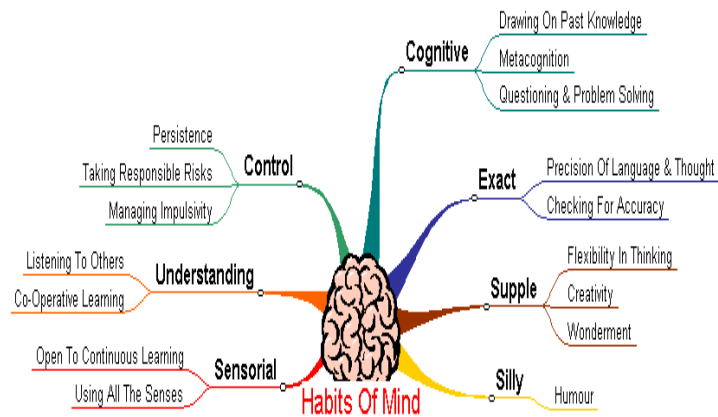 Drawing On Past Knowledge
Cognitive
Metacognition
Questioning & Problem Solving
Persistence
Control
Taking Responsible Risks
Managing Impulsivity
Exact
Precision Of Language & Thought
Checking For Accuracy
Listening To Others
Understanding
Co-Operative Learning
Flexibility In Thinking
Supple
Creativity
Wonderment
Open To Continuous Learning
Sensorial
Using All The Senses
Silly
Humour
Habits Of Mind